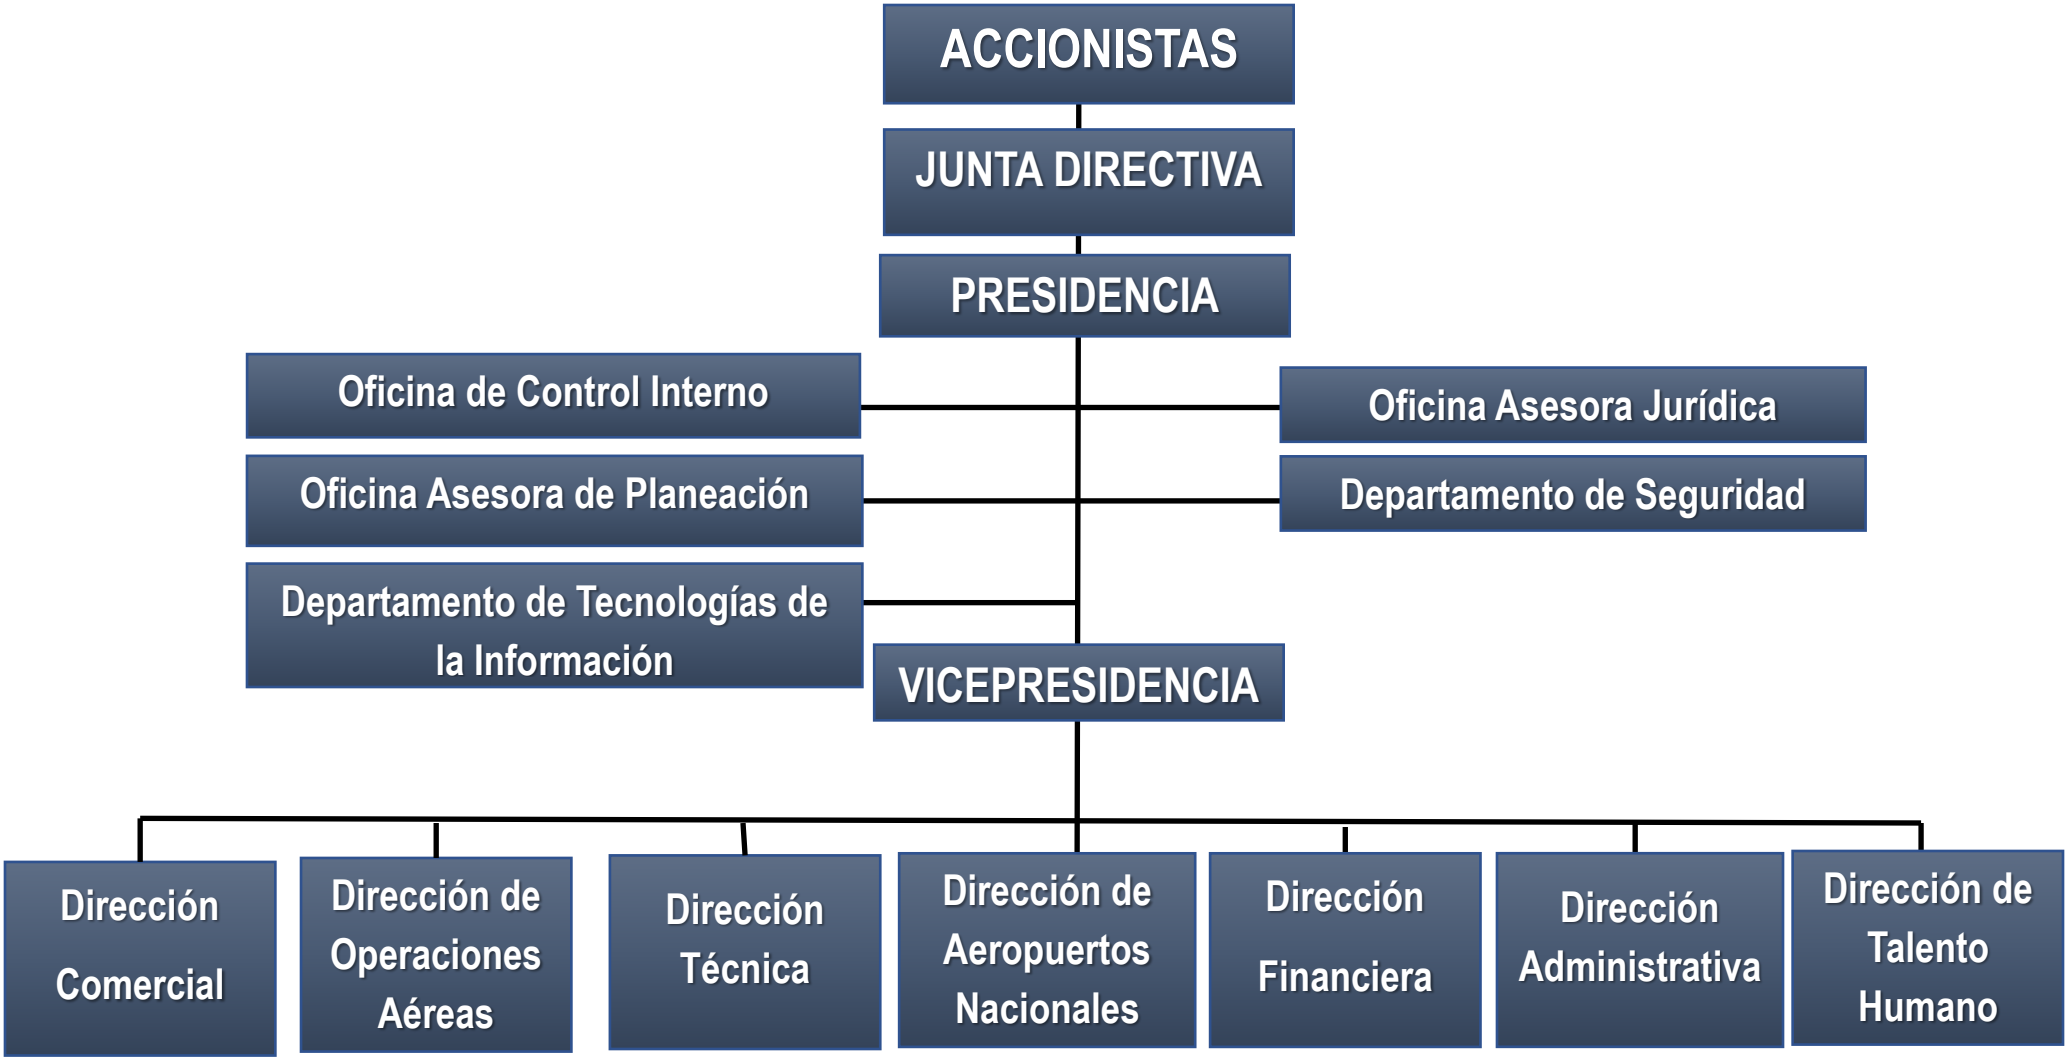 ACCIONISTAS
JUNTA DIRECTIVA
PRESIDENCIA
Oficina de Control Interno
Oficina Asesora Jurídica
Oficina Asesora de Planeación
Departamento de Seguridad
Departamento de Tecnologías de
la Información
VICEPRESIDENCIA
Dirección
Comercial
Dirección de
Operaciones
Aéreas
Dirección
Técnica
Dirección de
Aeropuertos
Nacionales
Dirección
Financiera
Dirección
Administrativa
Dirección de
Talento
Humano